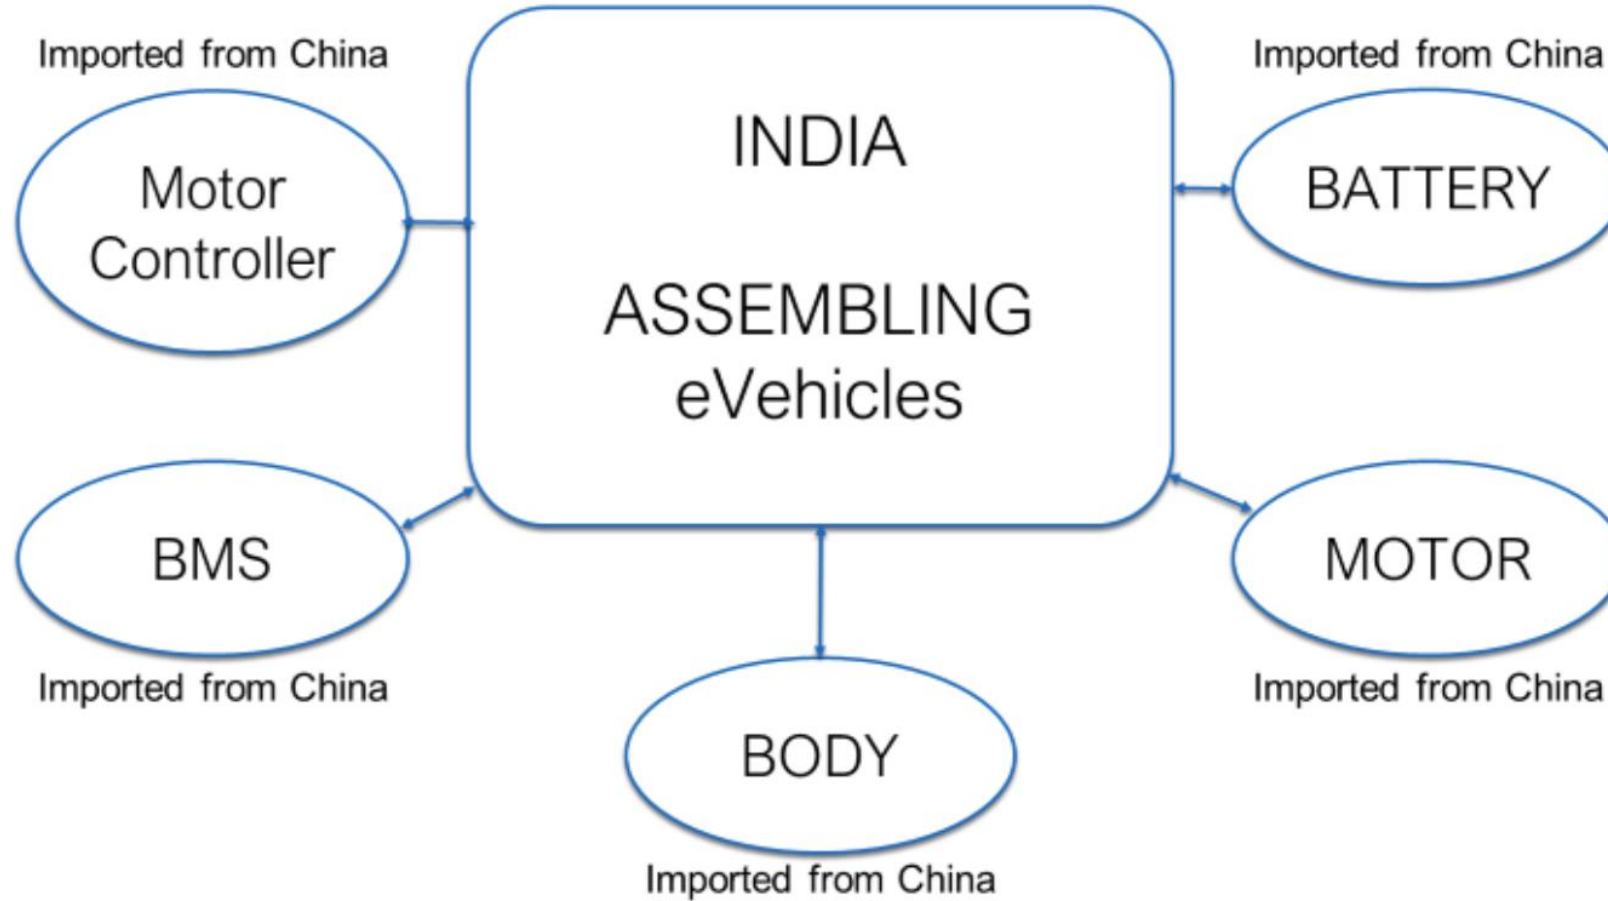 Imported from China
Motor
Controller
INDIA
ASSEMBLING
eVehicles
Imported from China
BATTERY
BMS
Imported from China
MOTOR
Imported from China
BODY
Imported from China